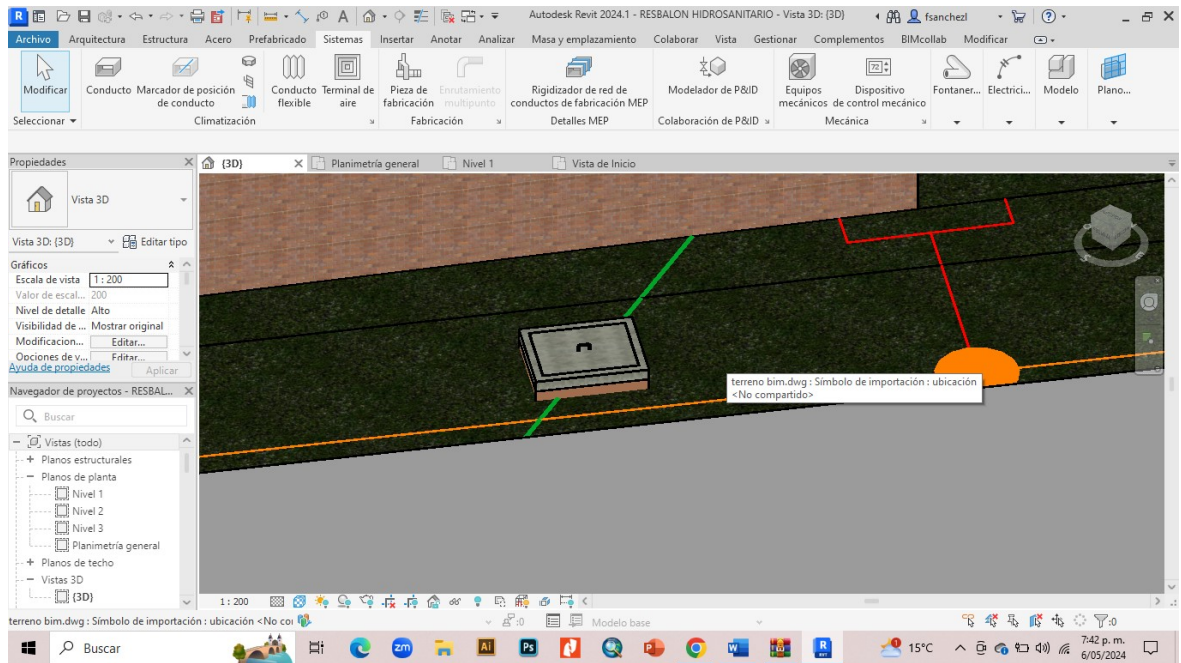 Autodesk Revit 2024.1 - RESBALON HIDROSANITARIO - Vista 3D: {3D}
fsanchezl
Archivo Arquitectura Estructura Acero Prefabricado Sistemas Insertar Anotar Analizar Masa y emplazamiento Colaborar Vista Gestionar Complementos BIMcollab Modificar
Modificar
Conducto
Marcador de posición
de conducto
Conducto
flexible
Terminal de
aire
Pieza de
fabricación
Enrutamiento
multipunto
Rigidizador de red de
conductos de fabricación MEP
Modelador de P&ID
Equipos
mecánicos
72
Dispositivo
de control mecánico
Fontaner...
Electrici...
Modelo
Plano...
Seleccionar
Climatización
Fabricación
Detalles MEP
Colaboración de P&ID
Mecánica
Propiedades
{3D}
Planimetría general
Nivel 1
Vista de Inicio
Vista 3D
Vista 3D: {3D}
Editar tipo
Gráficos
Escala de vista 1 : 200
Valor de escal... 200
Nivel de detalle Alto
Visibilidad de ... Mostrar original
Modificacion... Editar...
Opciones de v... Editar...
Ayuda de propiedades
Aplicar
Navegador de proyectos - RESBAL...
Buscar
Vistas (todo)
Planos estructurales
Planos de planta
Nivel 1
Nivel 2
Nivel 3
Planimetría general
Planos de techo
Vistas 3D
{3D}
terreno bim.dwg : Símbolo de importación : ubicación
<No compartido>
1 : 200
terreno bim.dwg : Símbolo de importación : ubicación <No co
:0
Modelo base
:0
Buscar
zm
Ai
Ps
15°C
7:42 p. m.
6/05/2024